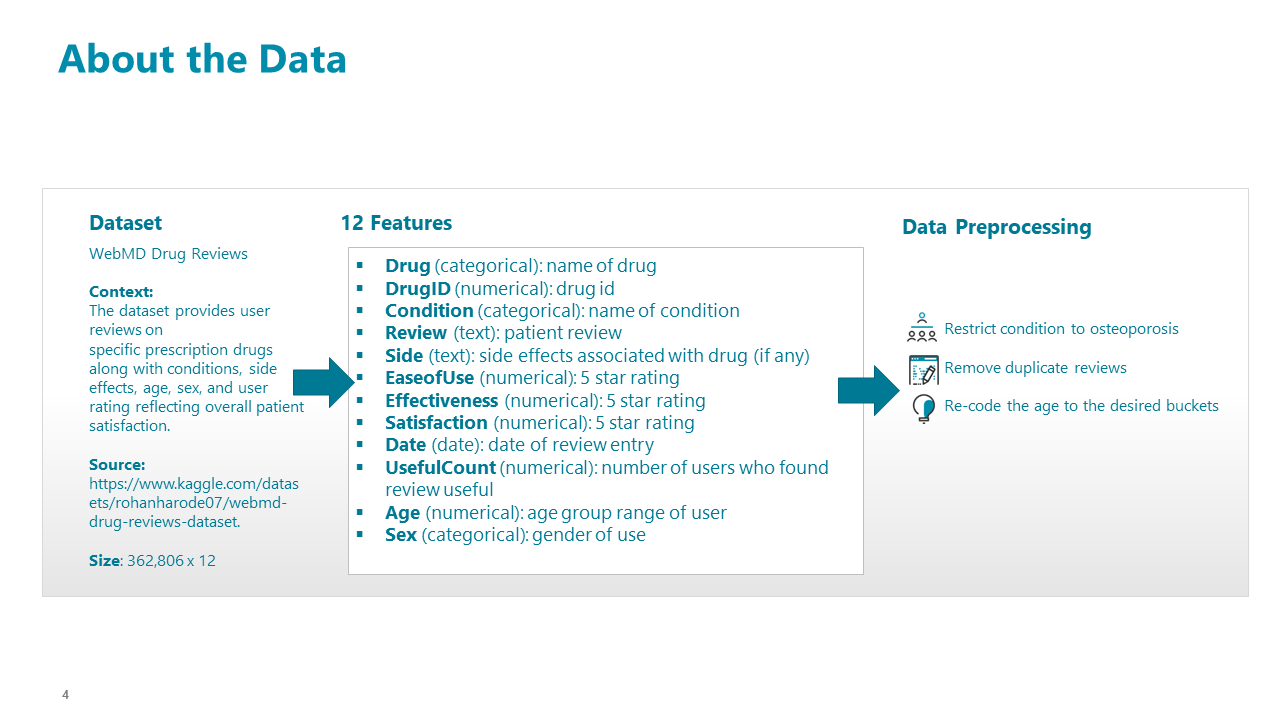 About the Data
Dataset
WebMD Drug Reviews
Context:
The dataset provides user
reviews on
specific prescription drugs
along with conditions, side
effects, age, sex, and user
rating reflecting overall patient
satisfaction.
Source:
https://www.kaggle.com/datas
ets/rohanharode07/webmd-
drug-reviews-dataset.
Size: 362,806 x 12
12 Features
▪ Drug (categorical): name of drug
▪ DrugID (numerical): drug id
▪ Condition (categorical): name of condition
▪ Review (text): patient review
▪ Side (text): side effects associated with drug (if any)
▪ EaseofUse (numerical): 5 star rating
▪ Effectiveness (numerical): 5 star rating
▪ Satisfaction (numerical): 5 star rating
▪ Date (date): date of review entry
▪ UsefulCount (numerical): number of users who found
review useful
▪ Age (numerical): age group range of user
▪ Sex (categorical): gender of use
Data Preprocessing
Restrict condition to osteoporosis
Remove duplicate reviews
Re-code the age to the desired buckets
4